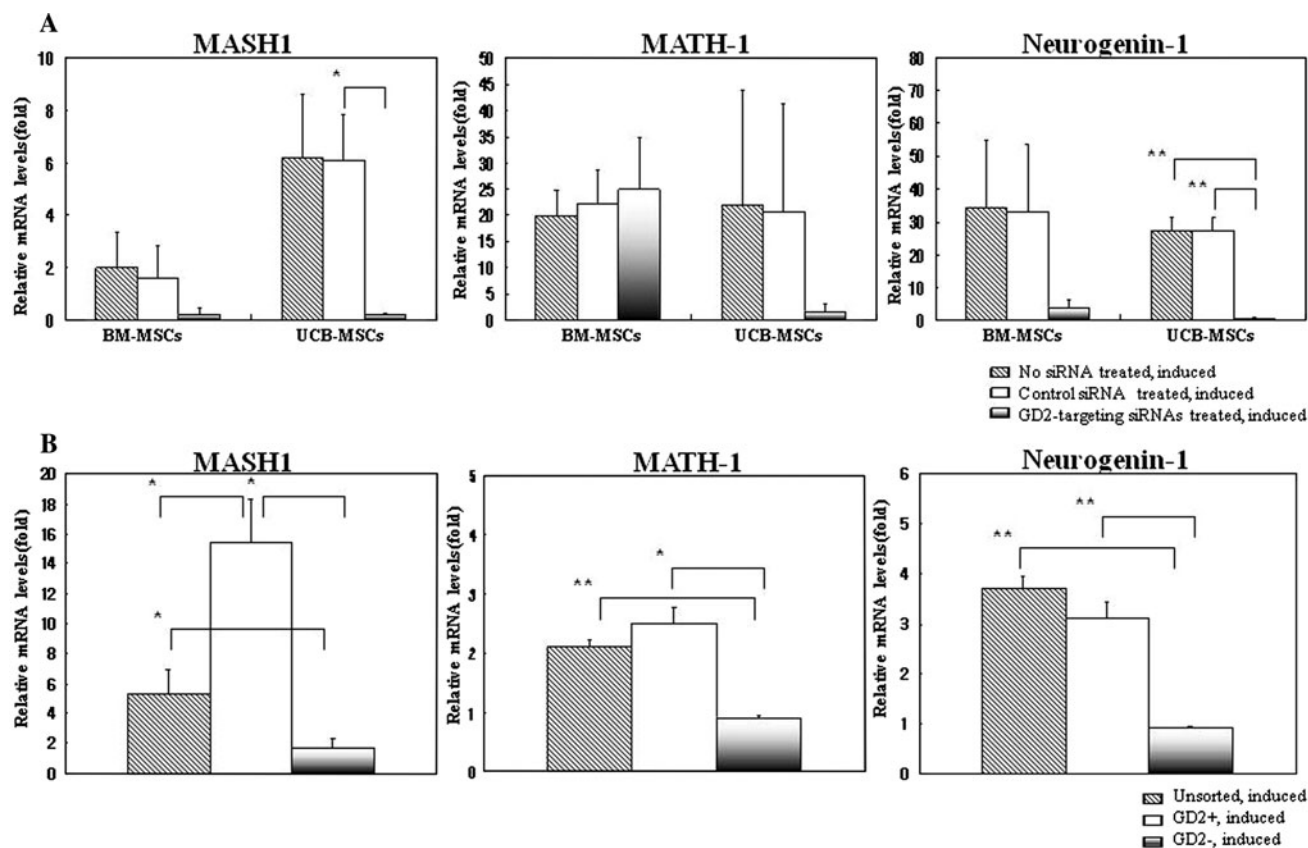 A
MASH1
MATH-1
Neurogenin-1
Relative mRNA levels(fold)
10
8
6
4
2
0
*
BM-MSCs
UCB-MSCs
Relative mRNA levels(fold)
50
45
40
35
30
25
20
15
10
5
0
BM-MSCs
UCB-MSCs
Relative mRNA levels(fold)
80
70
60
50
40
30
20
10
0
**
**
BM-MSCs
UCB-MSCs
No siRNA treated, induced
Control siRNA treated, induced
GD2-targeting siRNAs treated, induced
B
MASH1
MATH-1
Neurogenin-1
Relative mRNA levels(fold)
20
18
16
14
12
10
8
6
4
2
0
*
*
*
Relative mRNA levels(fold)
5
4
3
2
1
0
**
*
Relative mRNA levels(fold)
6
5
4
3
2
1
0
**
**
Unsorted, induced
GD2+, induced
GD2-, induced